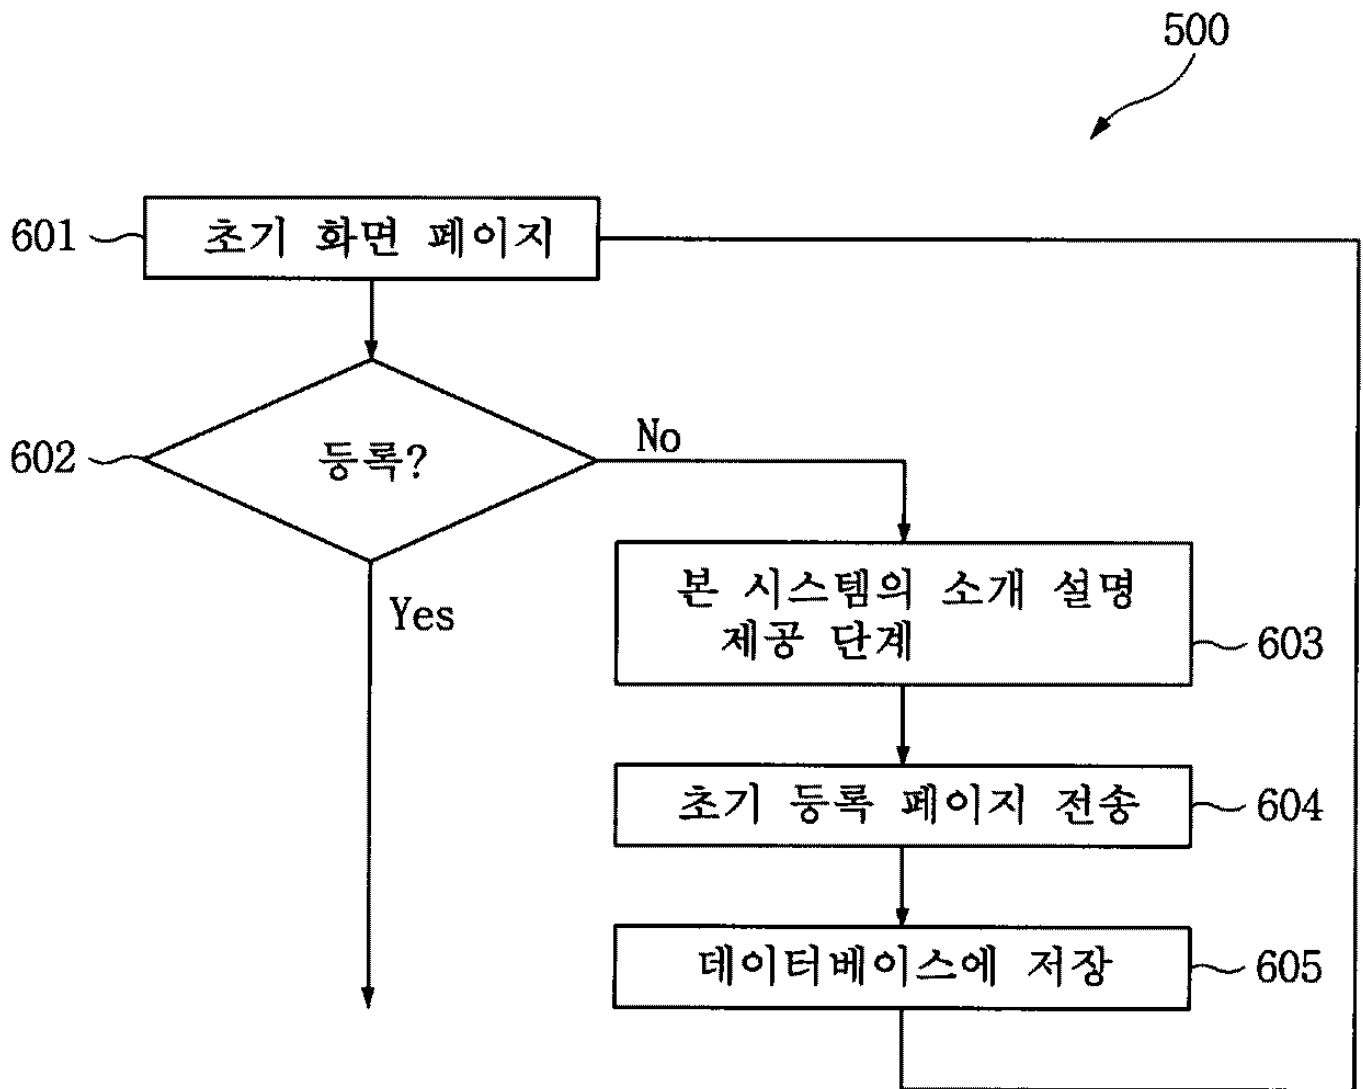 500
601
초기 화면 페이지
602
등록?
No
Yes
본 시스템의 소개 설명
제공 단계
603
초기 등록 페이지 전송
604
데이터베이스에 저장
605